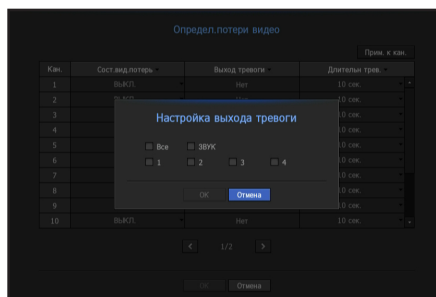 Определ.потери видео
Прим. к кан.
Кан. Сост.вид.потерь Выход тревоги Длительн трев.
1 ВЫКЛ. Нет 10 сек.
2 10 сек.
3 10 сек.
Настройка выхода тревоги
4 10 сек.
5 10 сек.
Все ЗВУК
6 10 сек.
1 2 3 4
7 10 сек.
8 10 сек.
OK Отмена
9 10 сек.
10 ВЫКЛ. Нет 10 сек.
< 1/2 >
OK Отмена